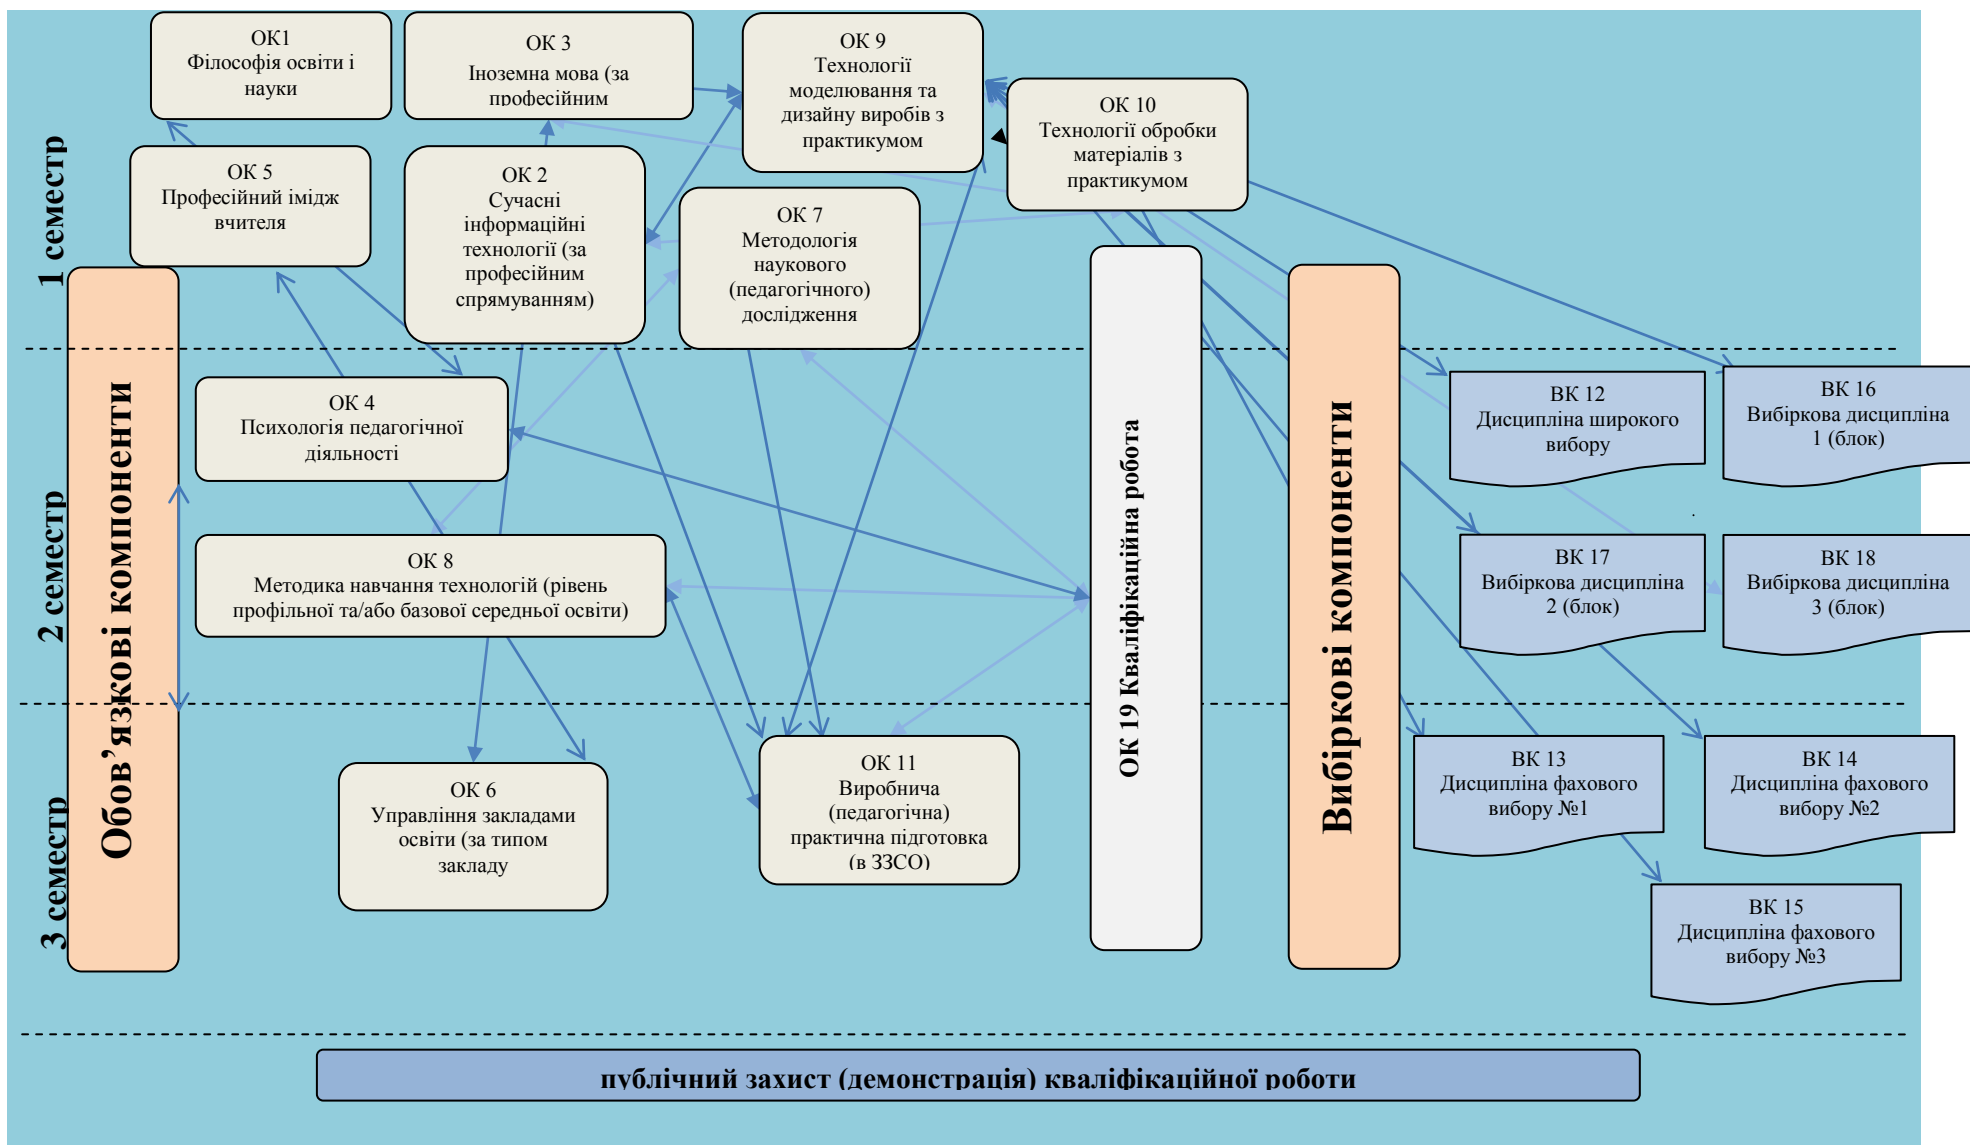 ОК1
Філософія освіти і
науки
ОК 3
Іноземна мова (за
професійним
ОК 9
Технології
моделювання та
дизайну виробів з
практикумом
ОК 10
Технології обробки
матеріалів з
практикумом
ОК 5
Професійний імідж
вчителя
ОК 2
Сучасні
інформаційні
технології (за
професійним
спрямуванням)
ОК 7
Методологія
наукового
(педагогічного)
дослідження
1 семестр
2 семестр
3 семестр
Обов’язкові компоненти
ОК 4
Психологія педагогічної
діяльності
ОК 8
Методика навчання технологій (рівень
профільної та/або базової середньої освіти)
ОК 6
Управління закладами
освіти (за типом
закладу
ОК 11
Виробнича
(педагогічна)
практична підготовка
(в ЗЗСО)
ОК 19 Кваліфікаційна робота
Вибіркові компоненти
ВК 12
Дисципліна широкого
вибору
ВК 16
Вибіркова дисципліна
1 (блок)
.
ВК 17
Вибіркова дисципліна
2 (блок)
ВК 18
Вибіркова дисципліна
3 (блок)
ВК 13
Дисципліна фахового
вибору №1
ВК 14
Дисципліна фахового
вибору №2
ВК 15
Дисципліна фахового
вибору №3
публічний захист (демонстрація) кваліфікаційної роботи